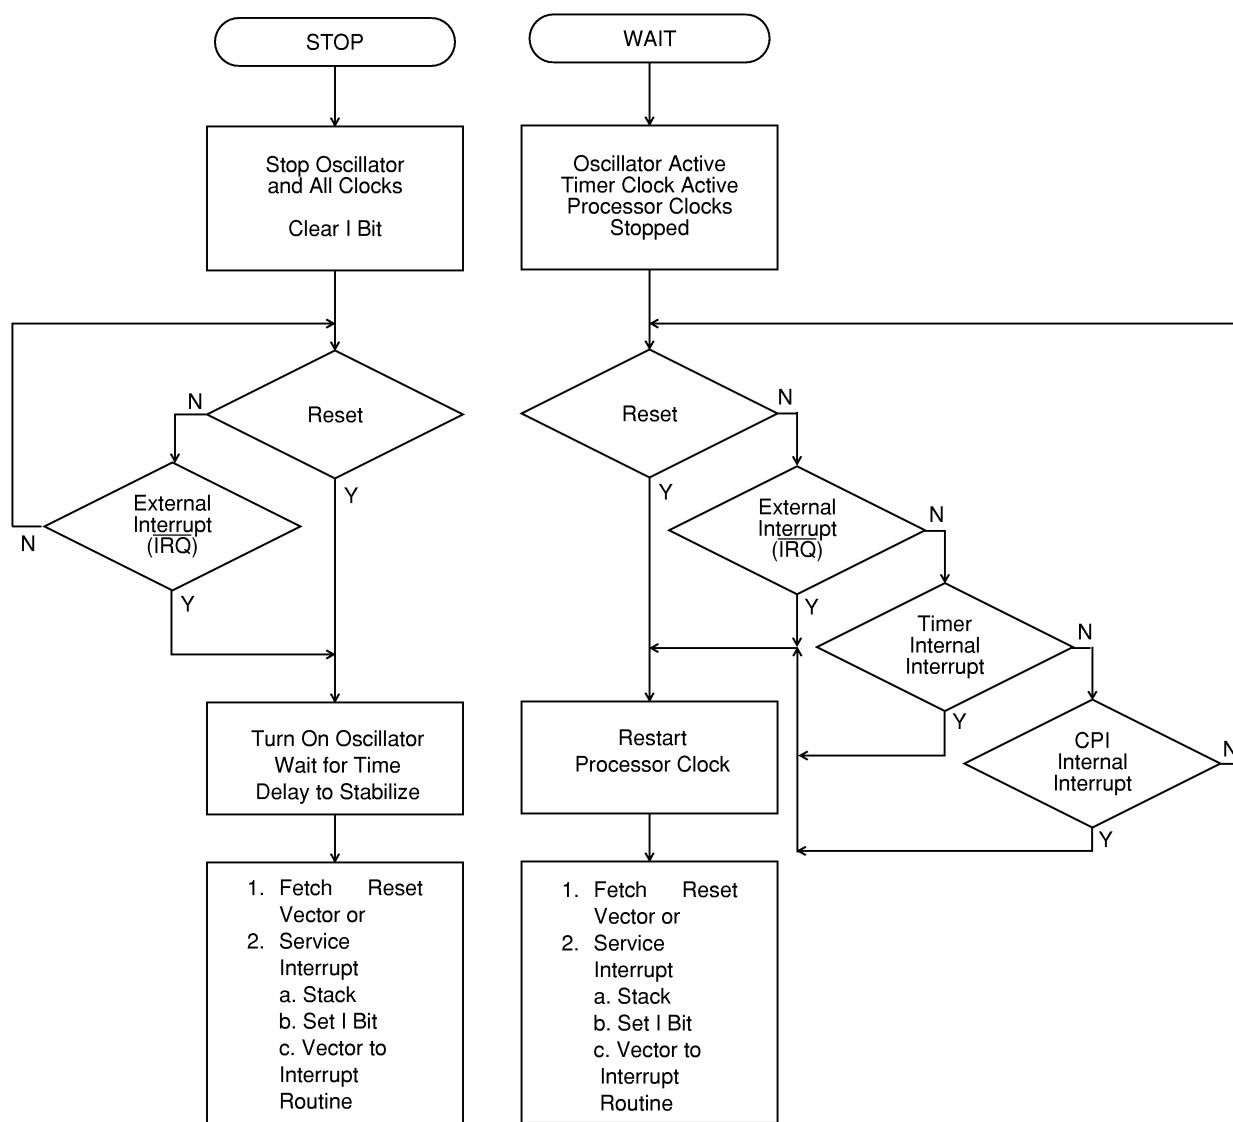 STOP
Stop Oscillator
and All Clocks
Clear I Bit
Reset
N
Y
External
Interrupt
(IRQ)
N
Y
Turn On Oscillator
Wait for Time
Delay to Stabilize
1. Fetch Reset
Vector or
2. Service
Interrupt
a. Stack
b. Set I Bit
c. Vector to
Interrupt
Routine
WAIT
Oscillator Active
Timer Clock Active
Processor Clocks
Stopped
Reset
N
Y
External
Interrupt
(IRQ)
N
Y
Timer
Internal
Interrupt
N
Y
CPI
Internal
Interrupt
N
Y
Restart
Processor Clock
1. Fetch Reset
Vector or
2. Service
Interrupt
a. Stack
b. Set I Bit
c. Vector to
Interrupt
Routine